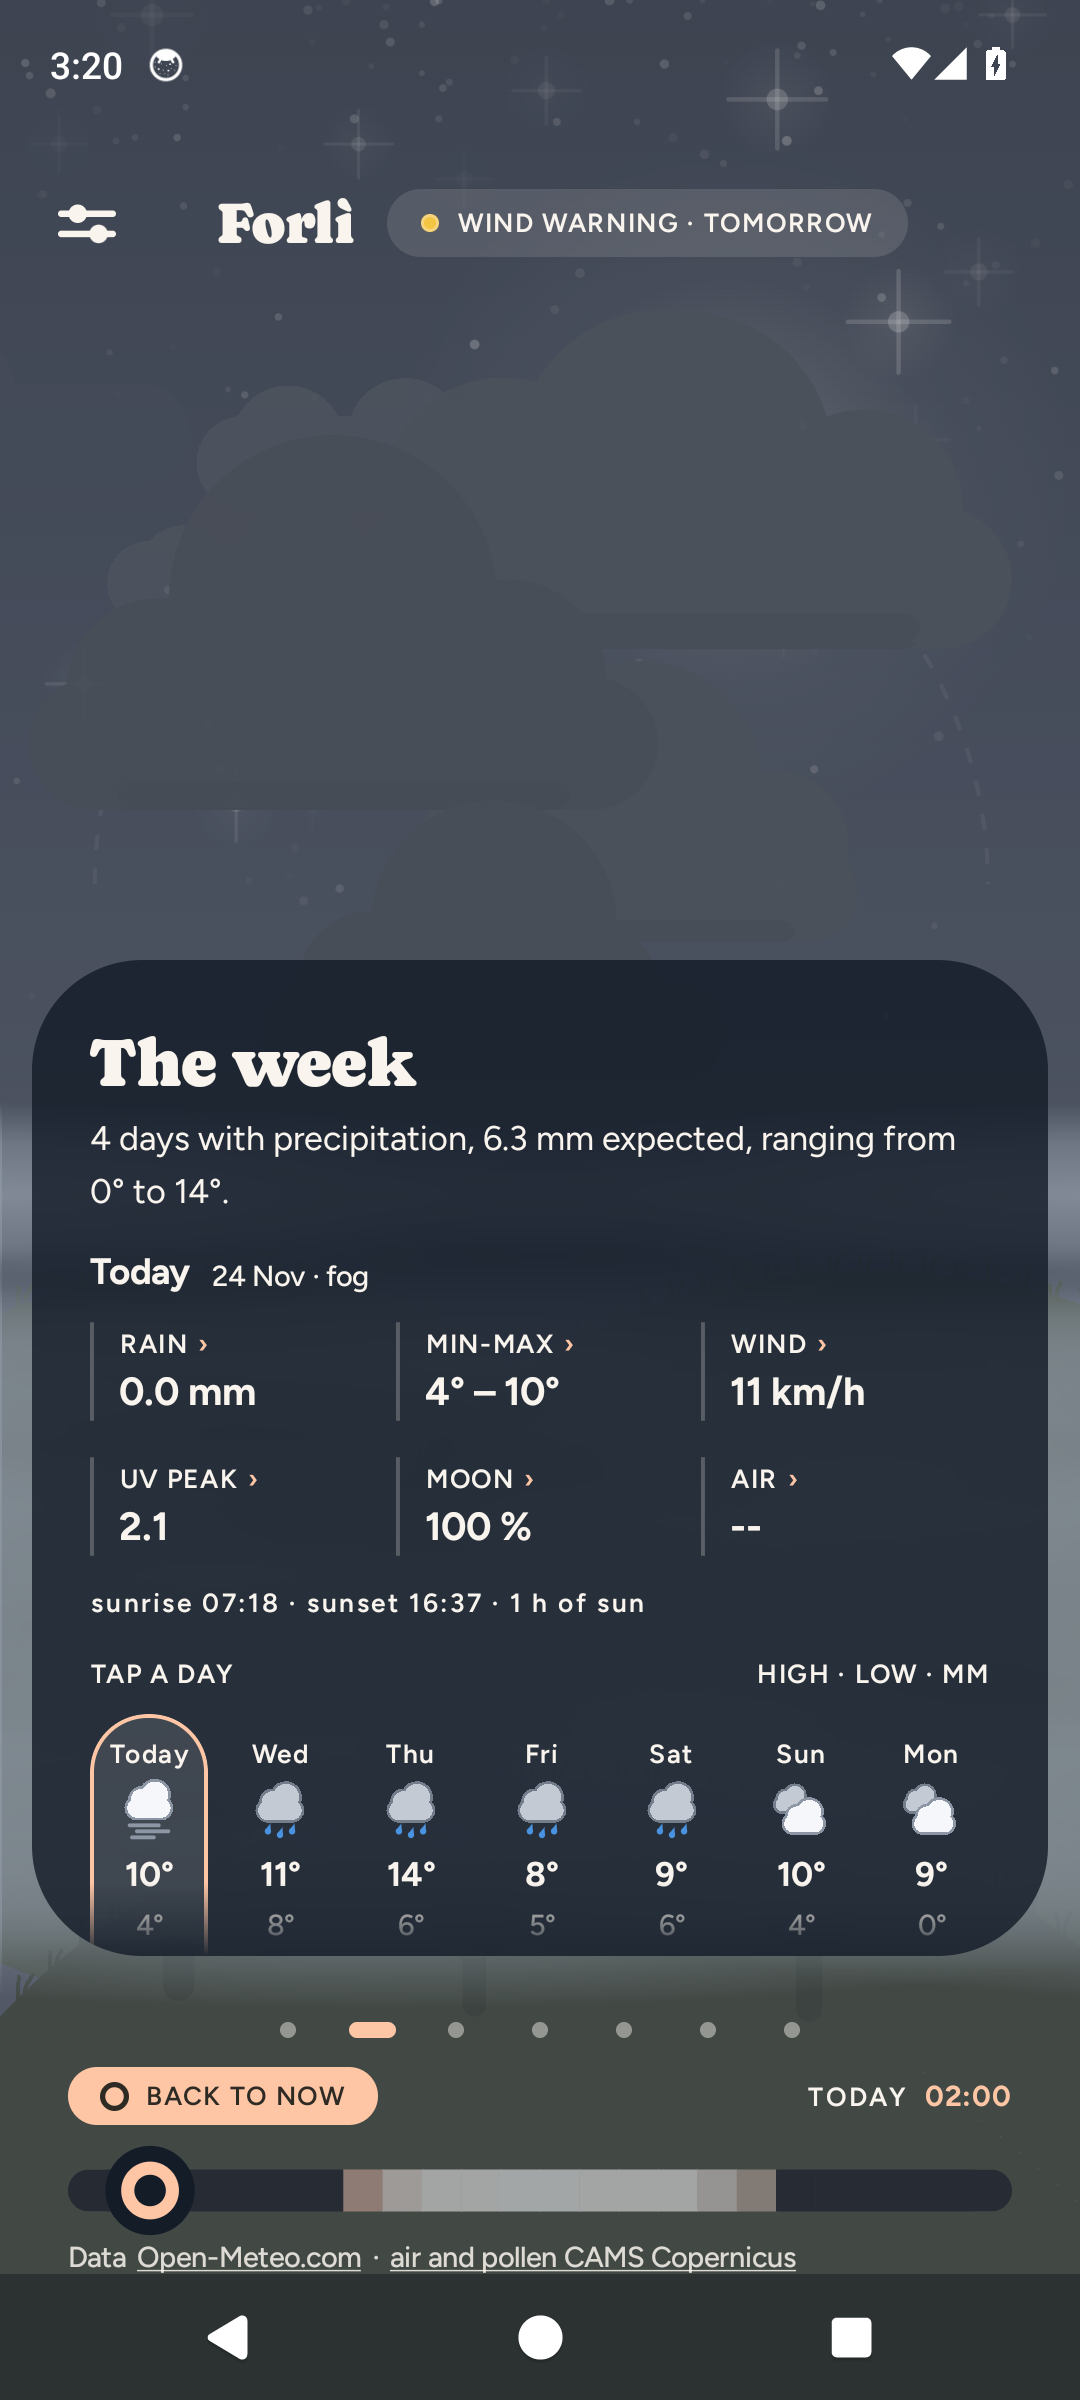 3:20
Forlì
WIND WARNING · TOMORROW
The week
4 days with precipitation, 6.3 mm expected, ranging from
0° to 14°.
Today 24 Nov · fog
RAIN › MIN-MAX › WIND ›
0.0 mm 4° – 10° 11 km/h
UV PEAK › MOON › AIR ›
2.1 100 % --
sunrise 07:18 · sunset 16:37 · 1 h of sun
TAP A DAY HIGH · LOW · MM
Today Wed Thu Fri Sat Sun Mon
10° 11° 14° 8° 9° 10° 9°
4° 8° 6° 5° 6° 4° 0°
BACK TO NOW TODAY 02:00
Data Open-Meteo.com · air and pollen CAMS Copernicus